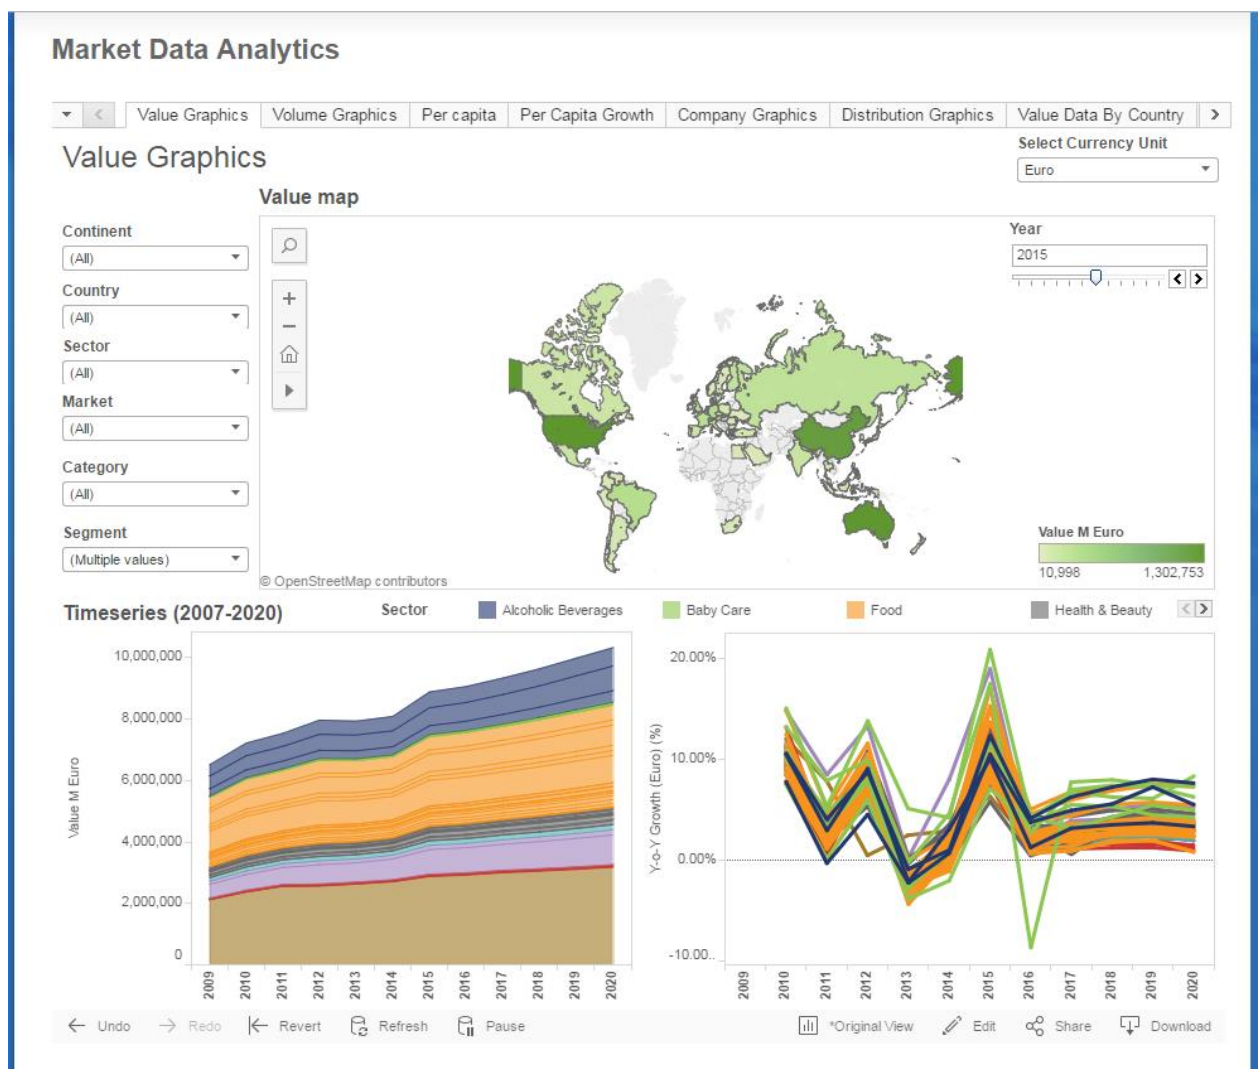 Market Data Analytics
Value Graphics Volume Graphics Per capita Per Capita Growth Company Graphics Distribution Graphics Value Data By Country
Value Graphics
Select Currency Unit
Euro
Value map
Continent
(All)
Country
(All)
Sector
(All)
Market
(All)
Category
(All)
Segment
(Multiple values)
Year
2015
Value M Euro
10,998 1,302,753
© OpenStreetMap contributors
Timeseries (2007-2020)
Sector Alcoholic Beverages Baby Care Food Health & Beauty
10,000,000
8,000,000
6,000,000
4,000,000
2,000,000
0
Value M Euro
2009 2010 2011 2012 2013 2014 2015 2016 2017 2018 2019 2020
20.00%
10.00%
0.00%
-10.00..
Y-o-Y Growth (Euro) (%)
2009 2010 2011 2012 2013 2014 2015 2016 2017 2018 2019 2020
Undo Redo Revert Refresh Pause *Original View Edit Share Download